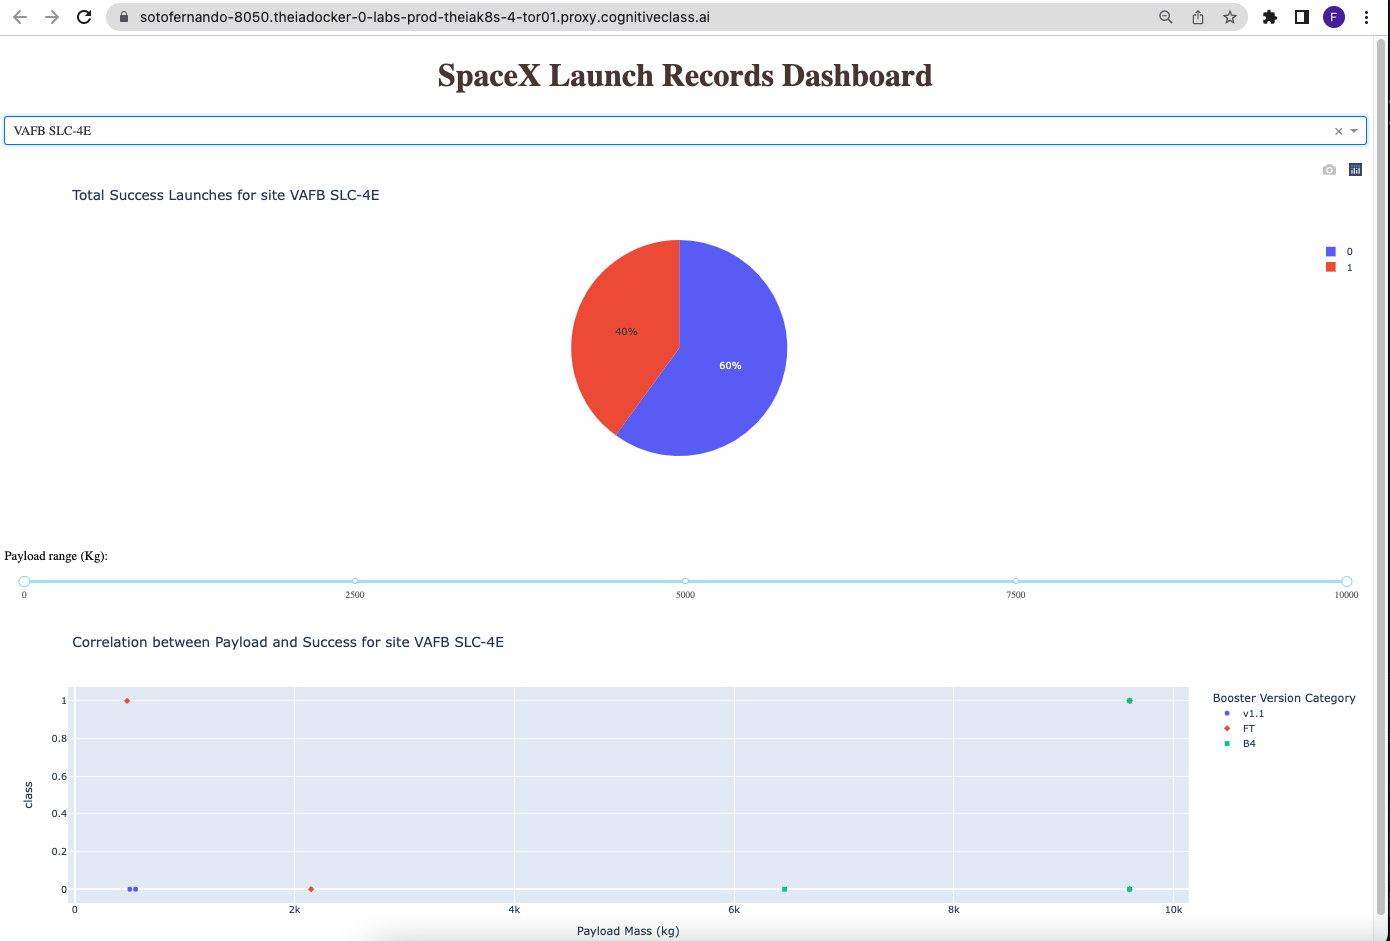 sotofernando-8050.theiadocker-0-labs-prod-theiak8s-4-tor01.proxy.cognitiveclass.ai
F
SpaceX Launch Records Dashboard
VAFB SLC-4E
Total Success Launches for site VAFB SLC-4E
0
1
40%
60%
Payload range (Kg):
0 2500 5000 7500 10000
Correlation between Payload and Success for site VAFB SLC-4E
Booster Version Category
v1.1
FT
B4
class
1
0.8
0.6
0.4
0.2
0
0 2k 4k 6k 8k 10k
Payload Mass (kg)